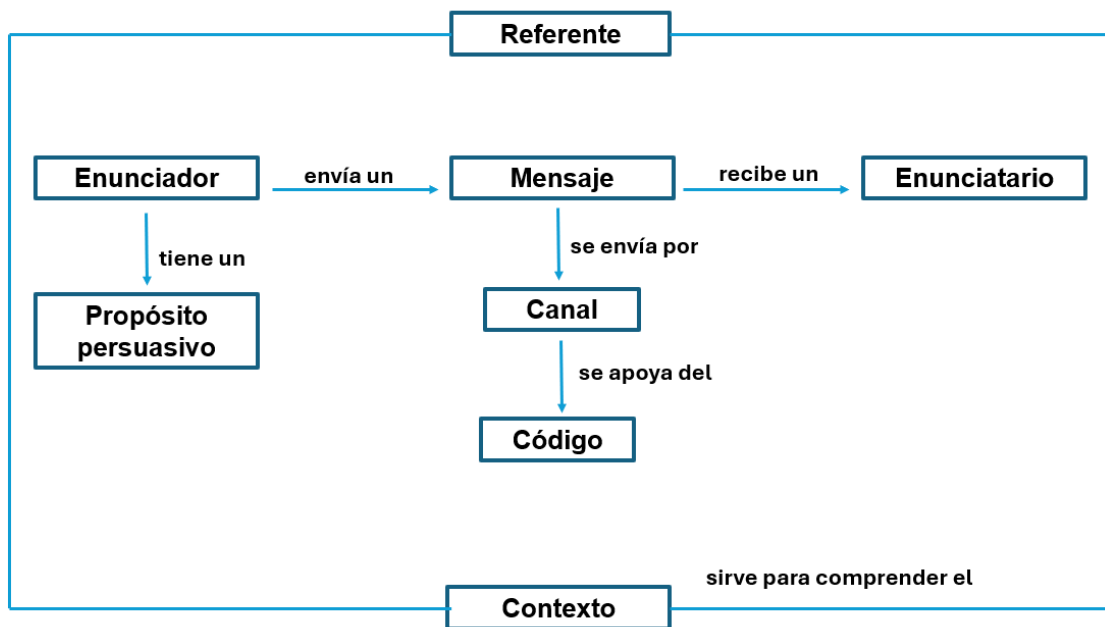 Referente
Enunciador
envía un
Mensaje
recibe un
Enunciatario
tiene un
se envía por
Propósito
persuasivo
Canal
se apoya del
Código
sirve para comprender el
Contexto